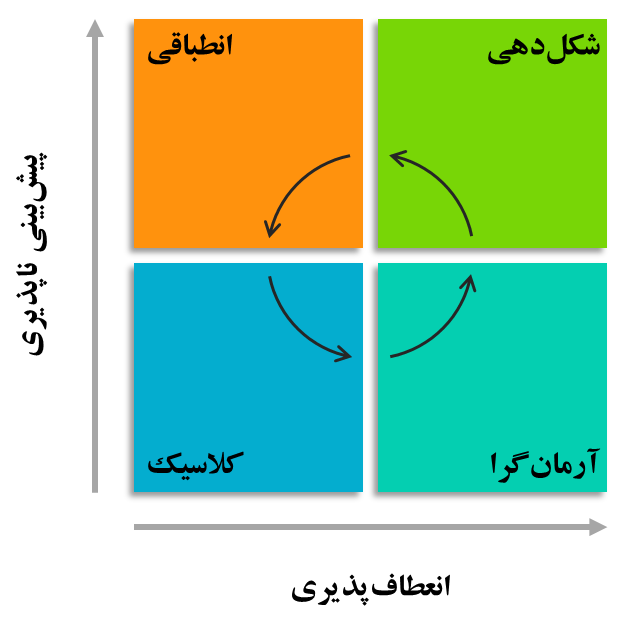 شکل‌دهی
انطباقی
پیش‌بینی ناپذیری
آرمان‌گرا
کلاسیک
انعطاف‌پذیری